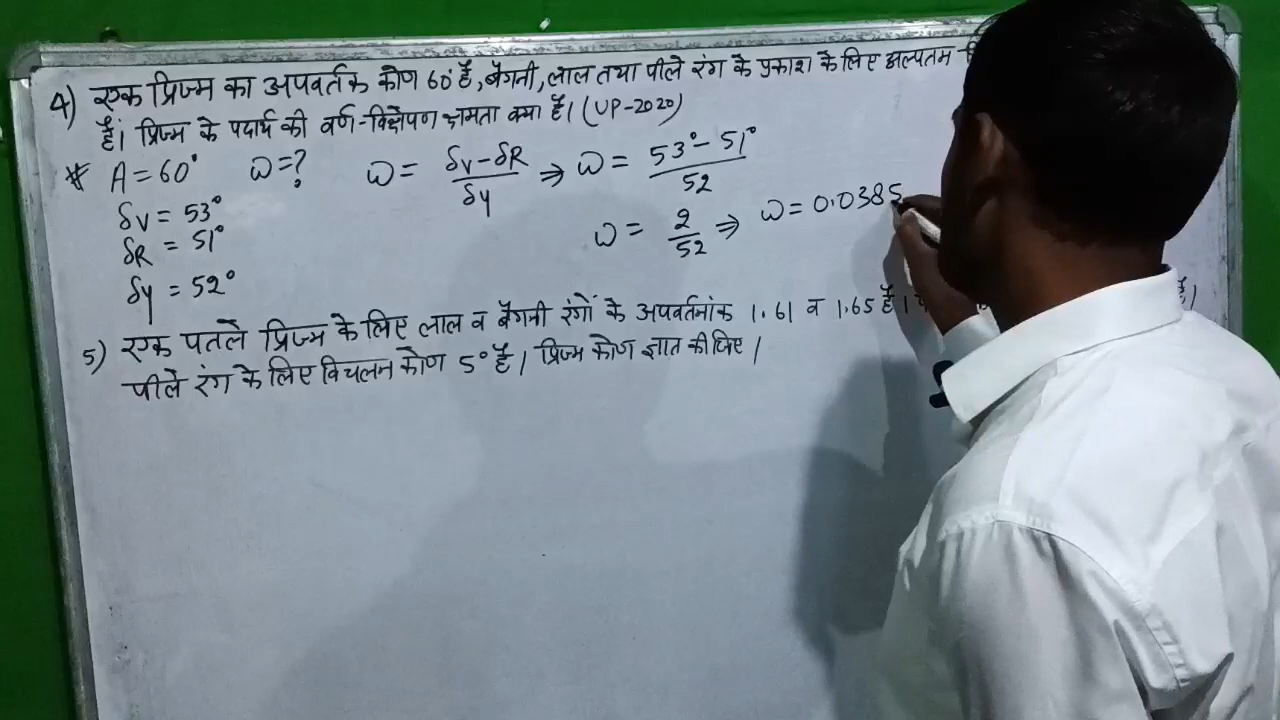 4) एक प्रिज्म का अपवर्तक कोण 60° है, बैगनी, लाल तथा पीले रंग के प्रकाश के लिए अल्पतम
हैं। प्रिज्म के पदार्थ की वर्ण-विक्षेपण क्षमता क्या है। (UP-2020)
* A = 60° ω = ? ω = δv - δR / δy ⇒ ω = 53° - 51° / 52
δv = 53°
δR = 51°
δy = 52°
ω = 2/52 ⇒ ω = 0.0385
5) एक पतले प्रिज्म के लिए लाल व बैगनी रंगों के अपवर्तनांक 1.61 व 1.65 है।
पीले रंग के लिए विचलन कोण 5° है। प्रिज्म कोण ज्ञात कीजिए।